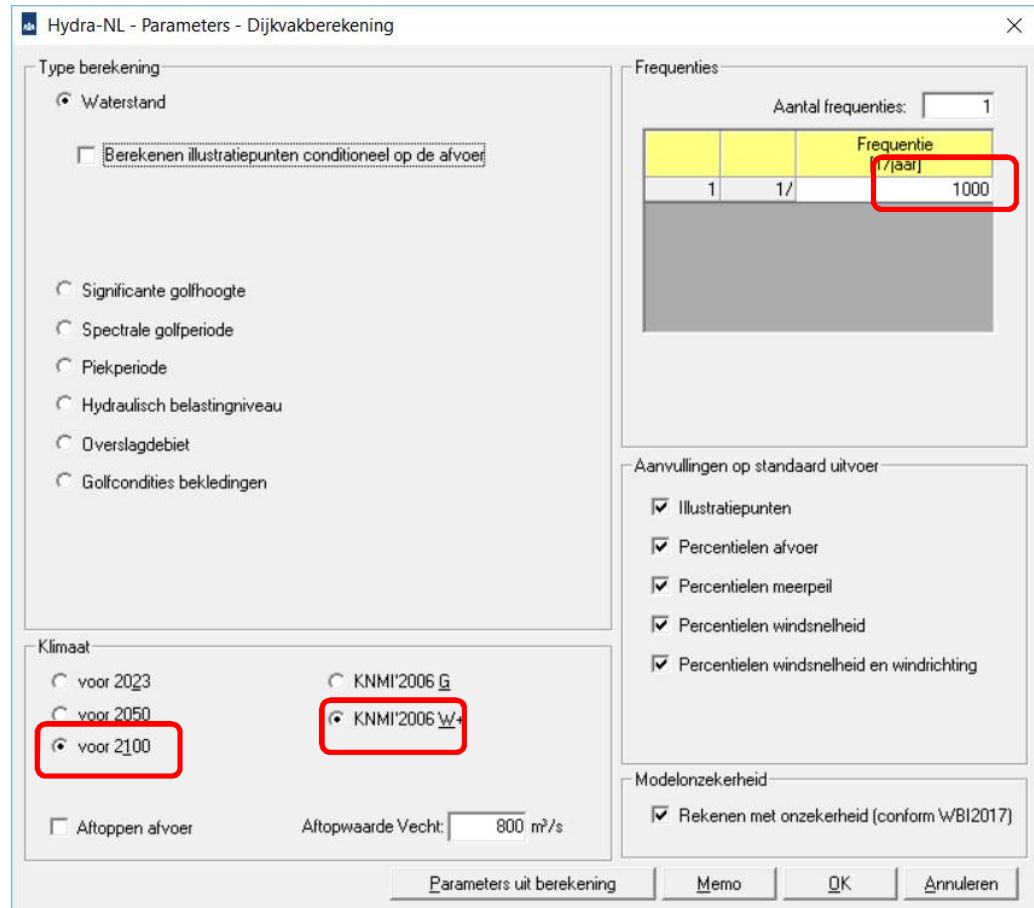 Hydra-NL - Parameters - Dijkvakberekening
Type berekening
Waterstand
Berekenen illustratiepunten conditioneel op de afvoer
Significante golfhoogte
Spectrale golfperiode
Piekperiode
Hydraulisch belastingniveau
Overslagdebiet
Golfcondities bekledingen
Klimaat
voor 2023
voor 2050
voor 2100
KNMI'2006 G
KNMI'2006 W+
Aftoppen afvoer
Aftopwaarde Vecht: 800 m³/s
Frequenties
Aantal frequenties: 1
Frequentie
[1/jaar]
1 1/ 1000
Aanvullingen op standaard uitvoer
Illustratiepunten
Percentielen afvoer
Percentielen meerpeil
Percentielen windsnelheid
Percentielen windsnelheid en windrichting
Modelonzekerheid
Rekenen met onzekerheid (conform WBI2017)
Parameters uit berekening
Memo
OK
Annuleren